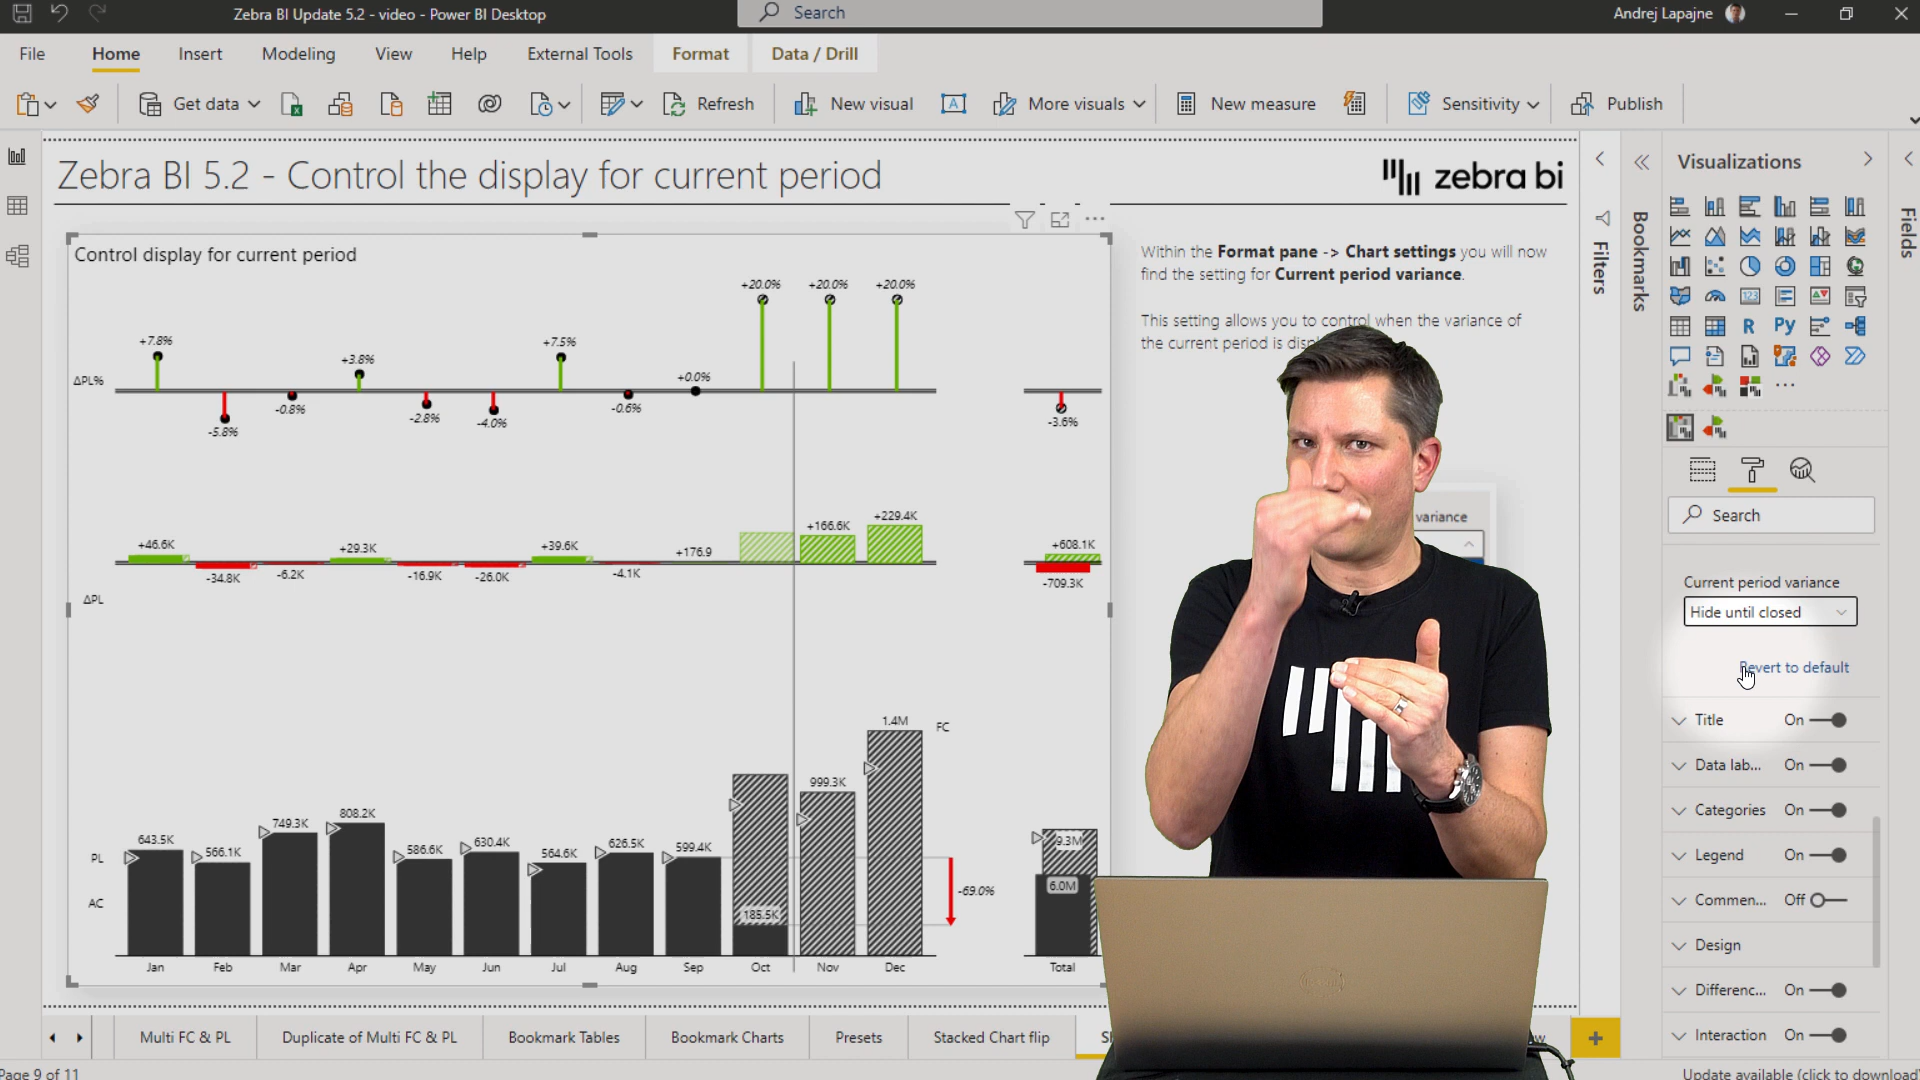 Zebra BI Update 5.2 - video - Power BI Desktop
Search
Andrej Lapajne
File
Home
Insert
Modeling
View
Help
External Tools
Format
Data / Drill
Get data
Refresh
New visual
More visuals
New measure
Sensitivity
Publish
Zebra BI 5.2 - Control the display for current period
zebra bi
Control display for current period
+20.0% +20.0% +20.0%
+7.8%
+7.5%
+3.8%
+0.0%
ΔPL%
-5.8%
-0.8%
-2.8%
-4.0%
-0.6%
-3.6%
+46.6K
-34.8K
-6.2K
+29.3K
-16.9K
-26.0K
+39.6K
-4.1K
+176.9
+166.6K
+229.4K
+608.1K
-709.3K
ΔPL
1.4M
FC
999.3K
643.5K
566.1K
749.3K
808.2K
586.6K
630.4K
564.6K
626.5K
599.4K
185.5K
PL
AC
-69.0%
9.3M
6.0M
Jan Feb Mar Apr May Jun Jul Aug Sep Oct Nov Dec Total
Within the Format pane -> Chart settings you will now
find the setting for Current period variance.
This setting allows you to control when the variance of
the current period is
variance
Filters
Bookmarks
Visualizations
Fields
R
Py
123
Search
Current period variance
Hide until closed
Revert to default
Title On
Data lab... On
Categories On
Legend On
Commen... Off
Design
Differenc... On
Interaction On
Multi FC & PL
Duplicate of Multi FC & PL
Bookmark Tables
Bookmark Charts
Presets
Stacked Chart flip
Page 9 of 11
Update available (click to download)